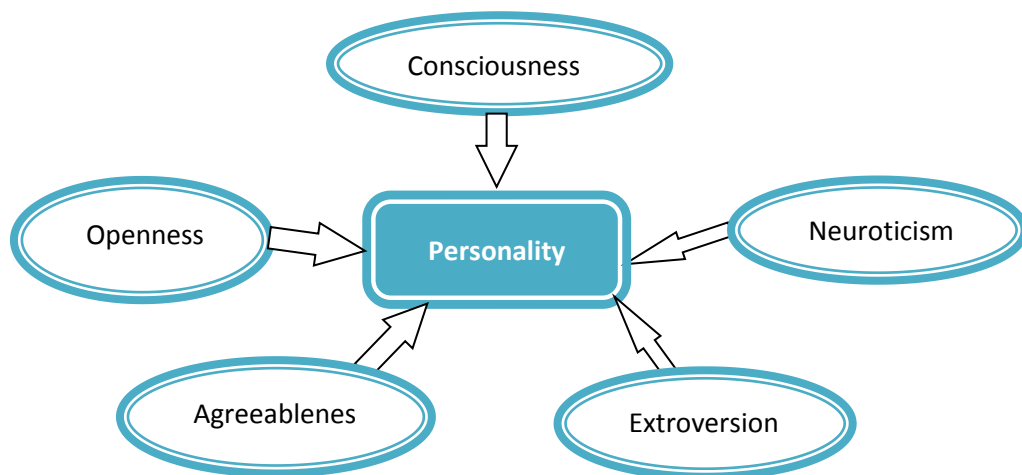 Consciousness
Openness
Personality
Neuroticism
Agreeablenes
Extroversion